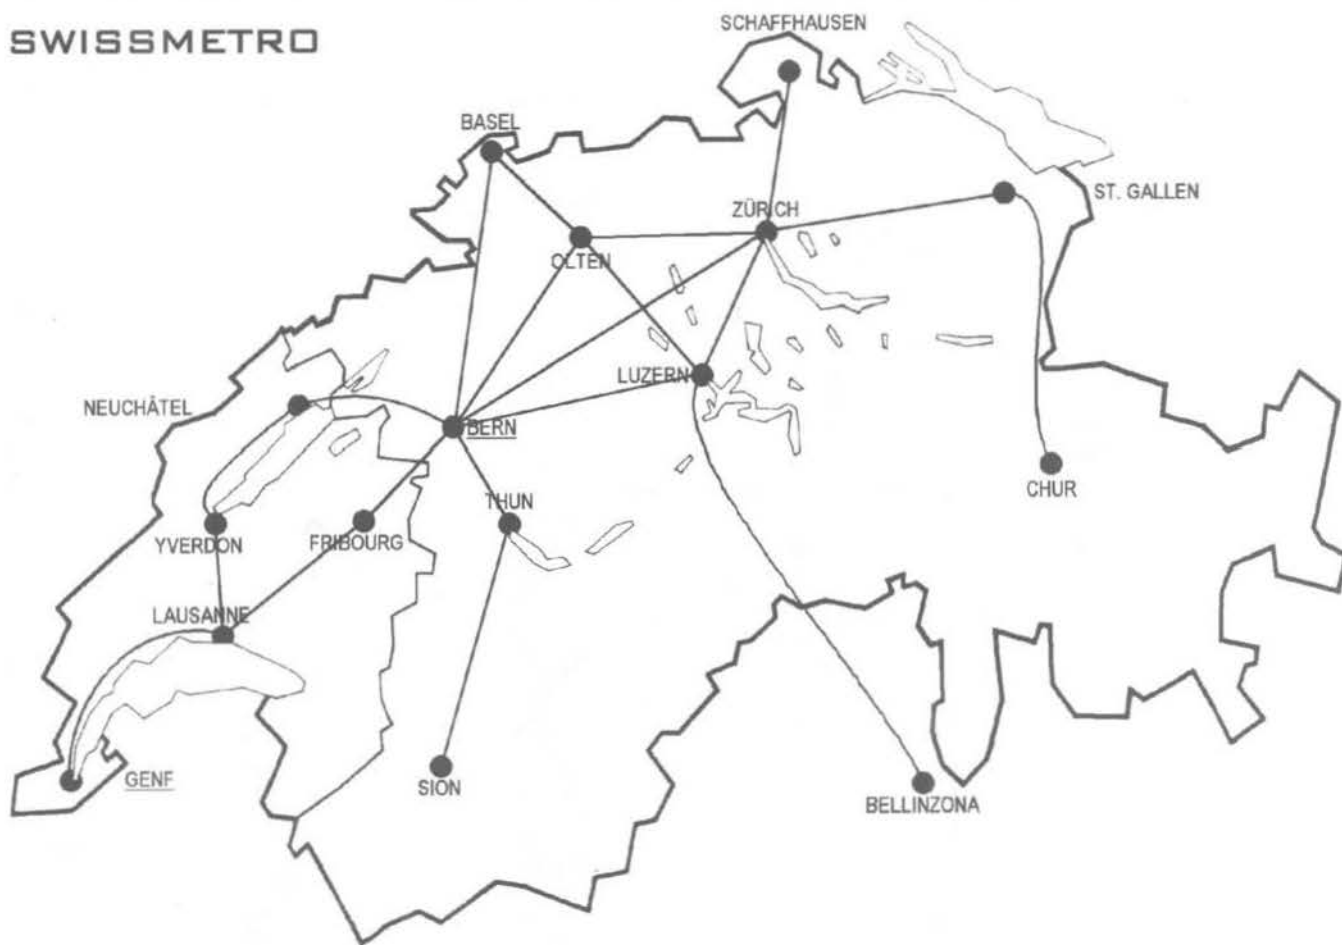 SWISSMETRO
SCHAFFHAUSEN
BASEL
ST. GALLEN
ZÜRICH
OLTEN
LUZERN
NEUCHÂTEL
BERN
CHUR
THUN
YVERDON
FRIBOURG
LAUSANNE
GENF
SION
BELLINZONA